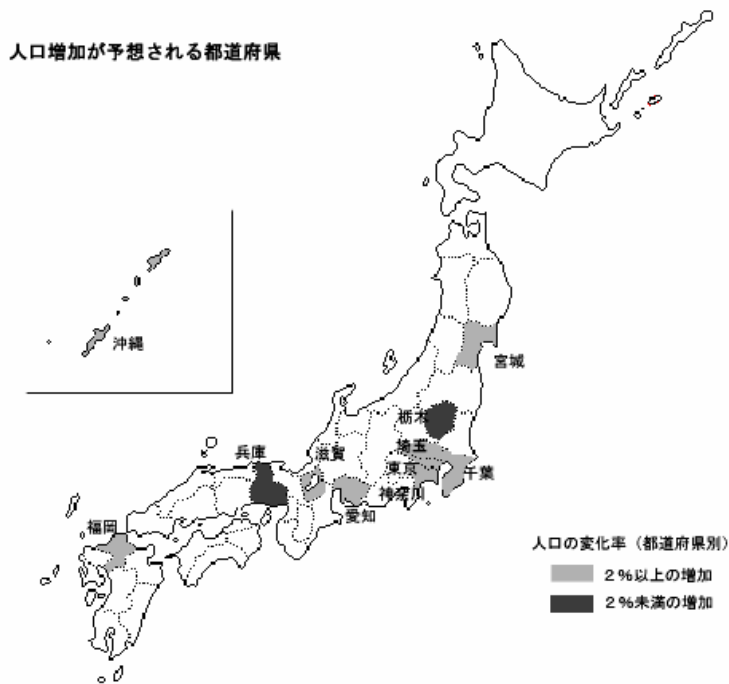 人口増加が予想される都道府県
沖縄
宮城
栃木
埼玉
兵庫
滋賀
東京
千葉
神奈川
愛知
福岡
人口の変化率（都道府県別）
２％以上の増加
２％未満の増加